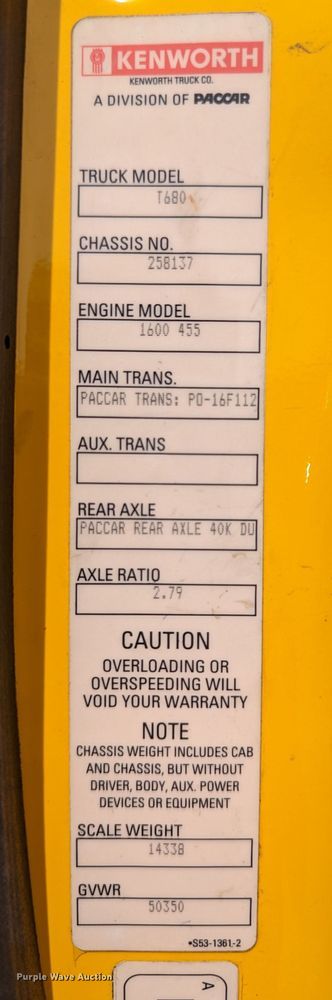 KENWORTH
KENWORTH TRUCK CO.
A DIVISION OF PACCAR
TRUCK MODEL
T680
CHASSIS NO.
258137
ENGINE MODEL
1600 455
MAIN TRANS.
PACCAR TRANS: PO-16F112
AUX. TRANS
REAR AXLE
PACCAR REAR AXLE 40K DU
AXLE RATIO
2.79
CAUTION
OVERLOADING OR
OVERSPEEDING WILL
VOID YOUR WARRANTY
NOTE
CHASSIS WEIGHT INCLUDES CAB
AND CHASSIS, BUT WITHOUT
DRIVER, BODY, AUX. POWER
DEVICES OR EQUIPMENT
SCALE WEIGHT
14338
GVWR
50350
•S53-1361-2
Purple Wave Auction
A